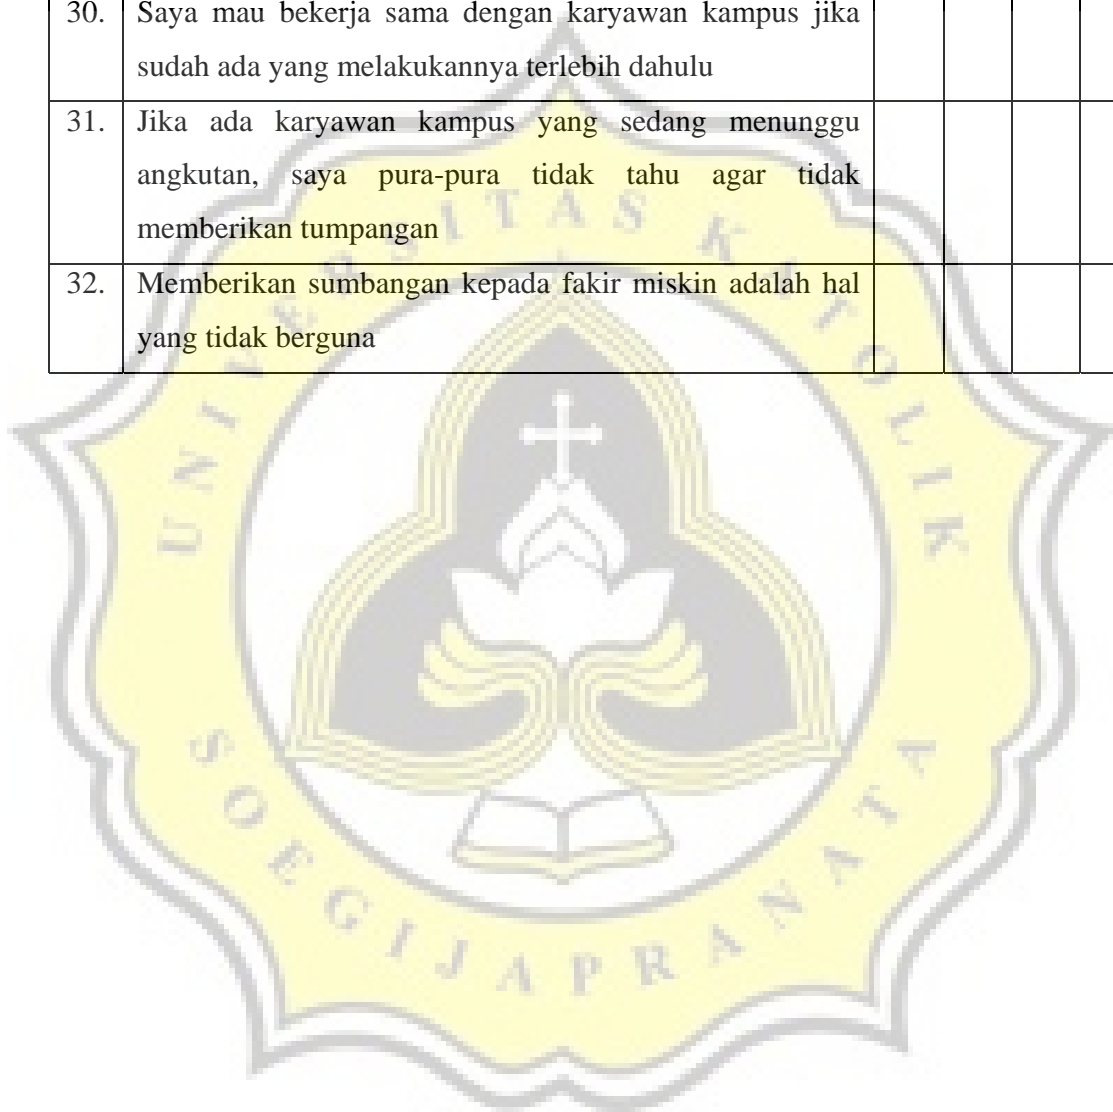 30. Saya mau bekerja sama dengan karyawan kampus jika
sudah ada yang melakukannya terlebih dahulu
31. Jika ada karyawan kampus yang sedang menunggu
angkutan, saya pura-pura tidak tahu agar tidak
memberikan tumpangan
32. Memberikan sumbangan kepada fakir miskin adalah hal
yang tidak berguna
UNIVERSITAS KATOLIK
SOEGIJAPRANATA